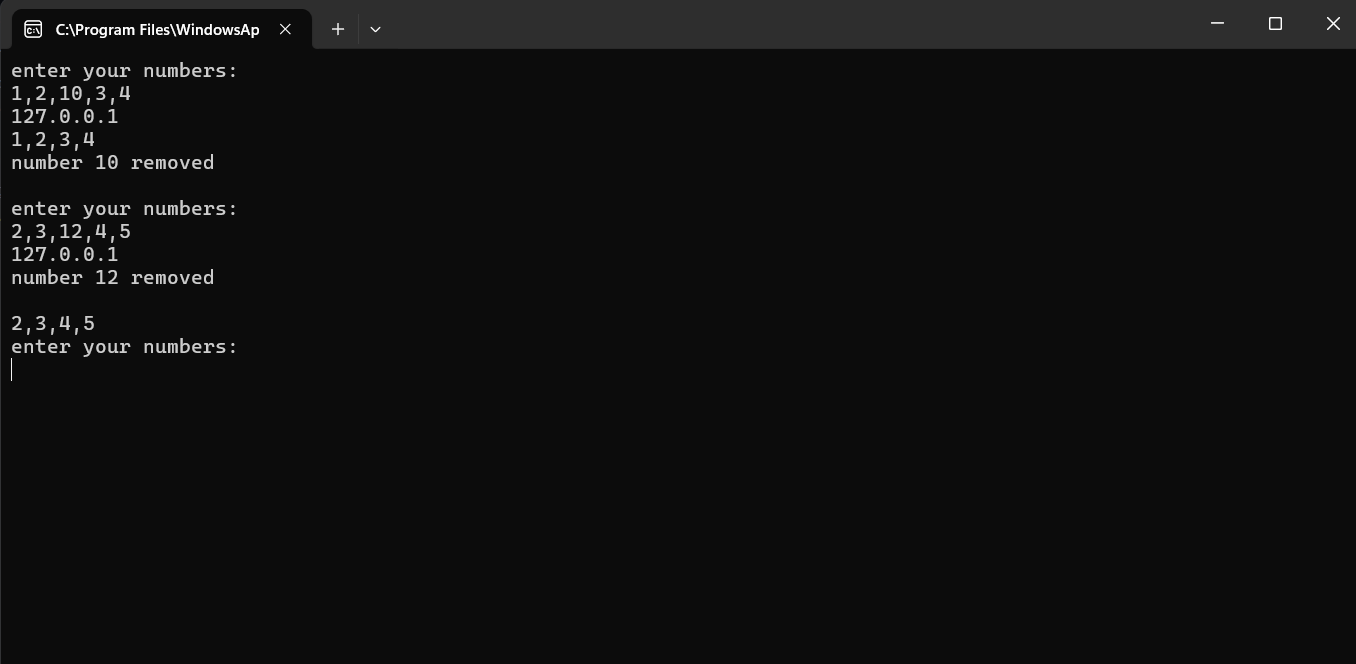 C:\Program Files\WindowsAp
enter your numbers:
1,2,10,3,4
127.0.0.1
1,2,3,4
number 10 removed
enter your numbers:
2,3,12,4,5
127.0.0.1
number 12 removed
2,3,4,5
enter your numbers: